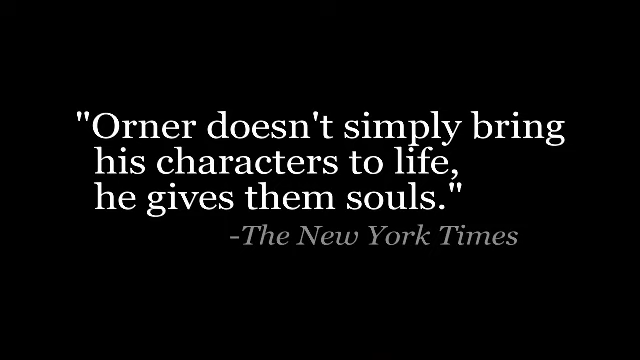 "Orner doesn't simply bring
his characters to life,
he gives them souls."
-The New York Times